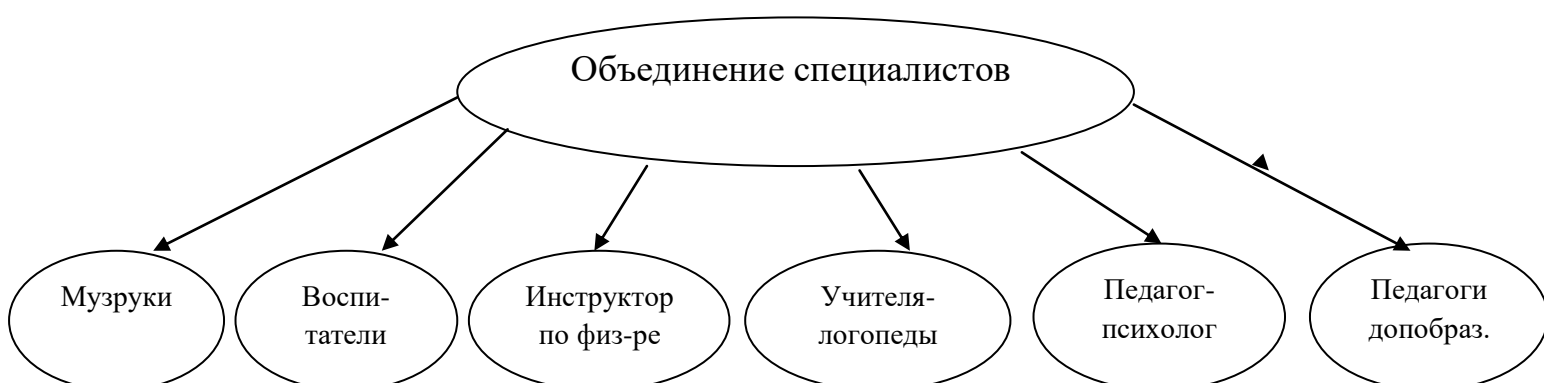 Объединение специалистов
Музруки
Воспи-
татели
Инструктор
по физ-ре
Учителя-
логопеды
Педагог-
психолог
Педагоги
допобраз.